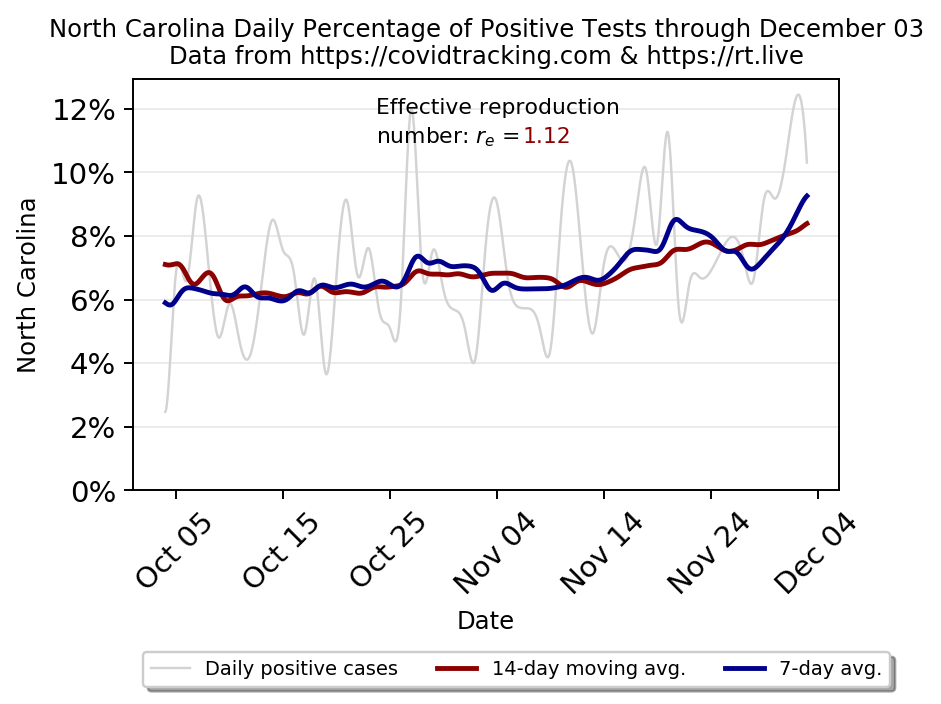 North Carolina Daily Percentage of Positive Tests through December 03
Data from https://covidtracking.com & https://rt.live
Effective reproduction
number: rₑ =1.12
12%
10%
8%
6%
4%
2%
0%
North Carolina
Oct 05
Oct 15
Oct 25
Nov 04
Nov 14
Nov 24
Dec 04
Date
Daily positive cases
14-day moving avg.
7-day avg.